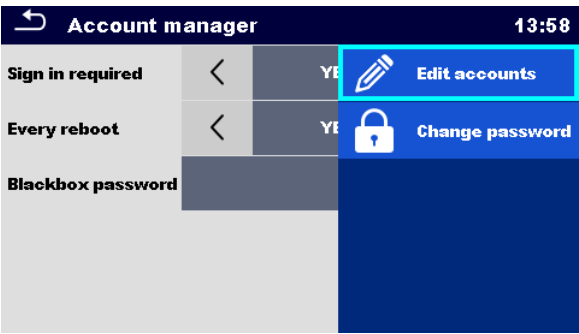 Account manager 13:58
Sign in required YE Edit accounts
Every reboot YE Change password
Blackbox password